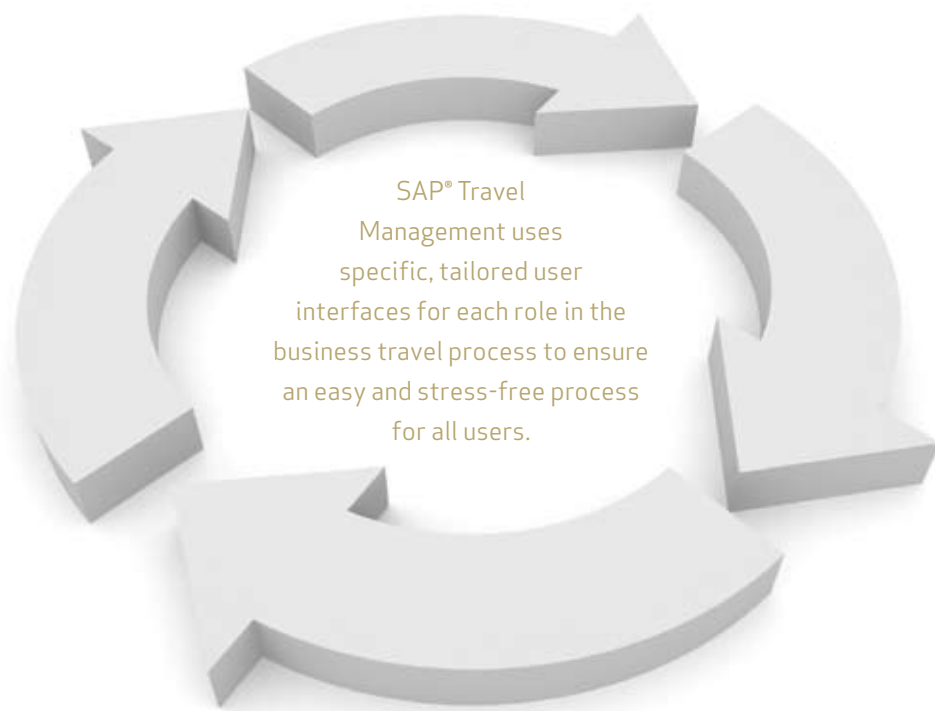 SAP® Travel
Management uses
specific, tailored user
interfaces for each role in the
business travel process to ensure
an easy and stress-free process
for all users.